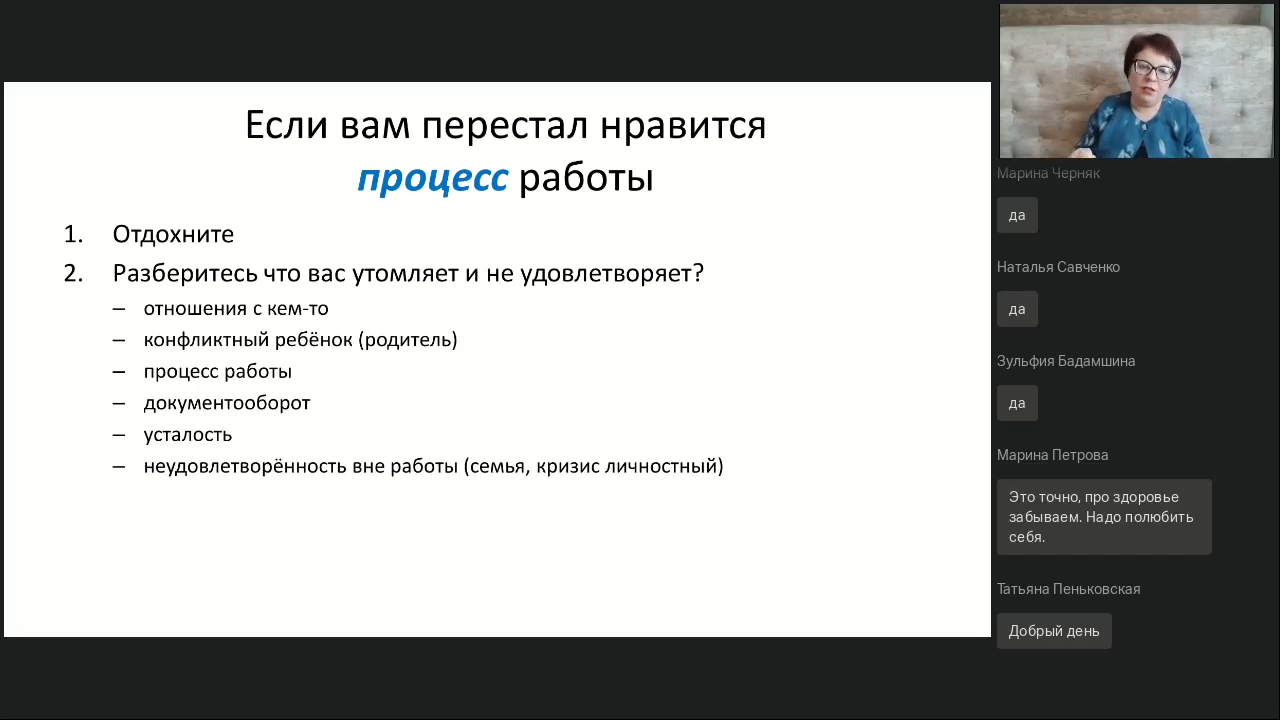 Если вам перестал нравится
процесс работы
1. Отдохните
2. Разберитесь что вас утомляет и не удовлетворяет?
– отношения с кем-то
– конфликтный ребёнок (родитель)
– процесс работы
– документооборот
– усталость
– неудовлетворённость вне работы (семья, кризис личностный)
Марина Черняк
да
Наталья Савченко
да
Зульфия Бадамшина
да
Марина Петрова
Это точно, про здоровье
забываем. Надо полюбить
себя.
Татьяна Пеньковская
Добрый день